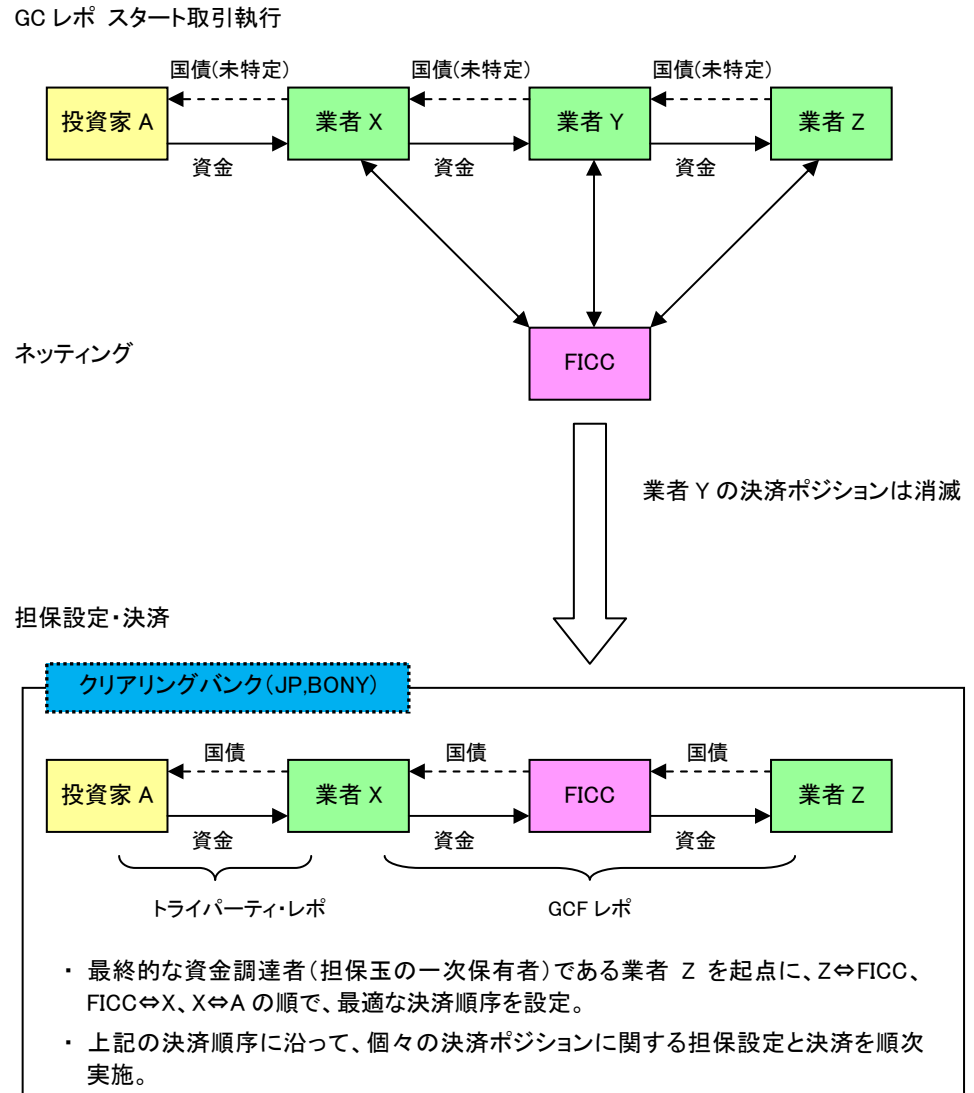 GC レポ スタート取引執行
国債(未特定) 国債(未特定) 国債(未特定)
投資家 A 業者 X 業者 Y 業者 Z
資金 資金 資金
ネッティング
FICC
業者 Y の決済ポジションは消滅
担保設定・決済
クリアリングバンク(JP,BONY)
国債 国債 国債
投資家 A 業者 X FICC 業者 Z
資金 資金 資金
トライパーティ・レポ GCF レポ
・ 最終的な資金調達者(担保玉の一次保有者)である業者 Z を起点に、Z⇔FICC、
FICC⇔X、X⇔A の順で、最適な決済順序を設定。
・ 上記の決済順序に沿って、個々の決済ポジションに関する担保設定と決済を順次
実施。